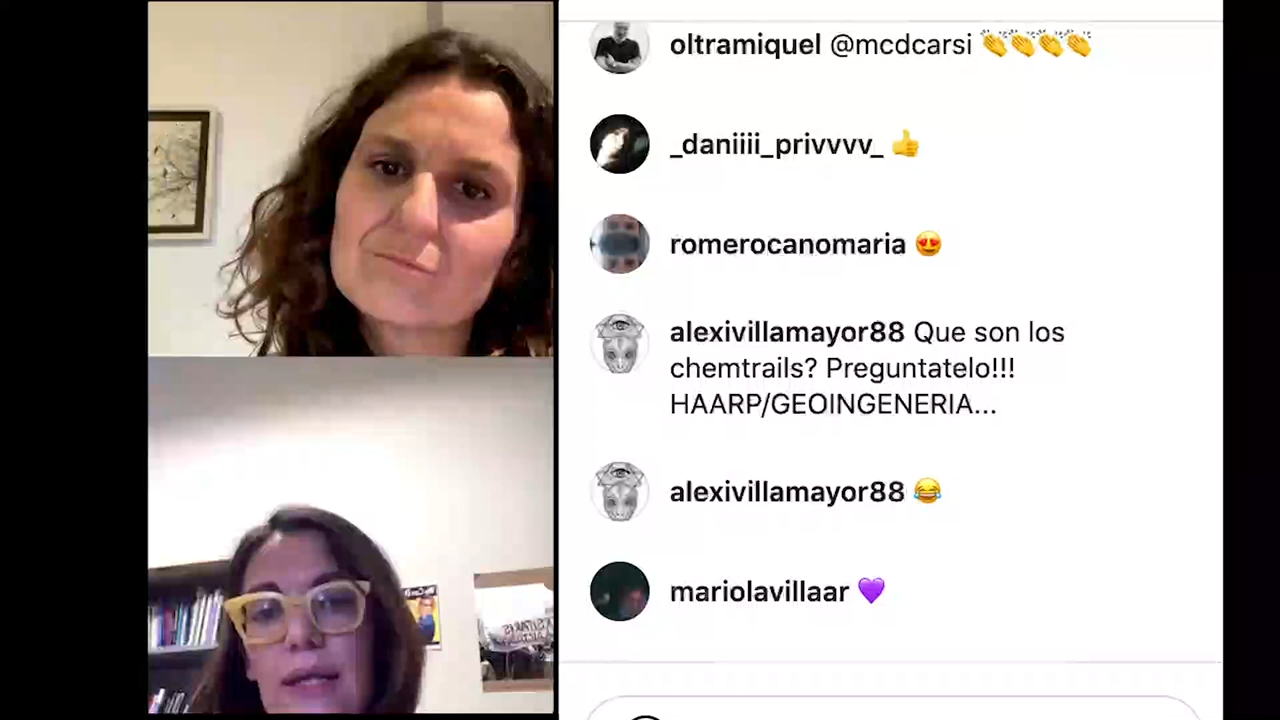 oltramiquel @mcdcarsi 👏👏👏👏
_daniiii_privvvv_ 👍
romerocanomaria 😍
alexivillamayor88 Que son los
chemtrails? Preguntatelo!!!
HAARP/GEOINGENERIA...
alexivillamayor88 😂
mariolavillaar 💜